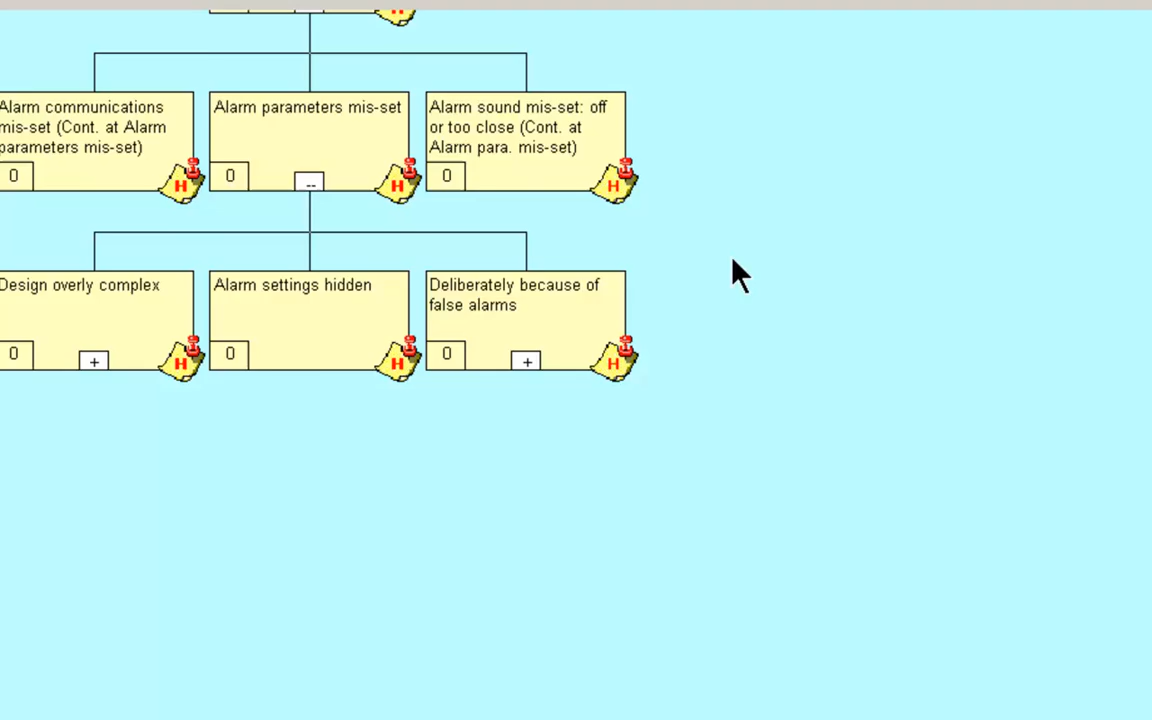 H
Alarm communications
mis-set (Cont. at Alarm
parameters mis-set)
0
H
Alarm parameters mis-set
0
--
H
Alarm sound mis-set: off
or too close (Cont. at
Alarm para. mis-set)
0
H
Design overly complex
0
+
H
Alarm settings hidden
0
H
Deliberately because of
false alarms
0
+
H